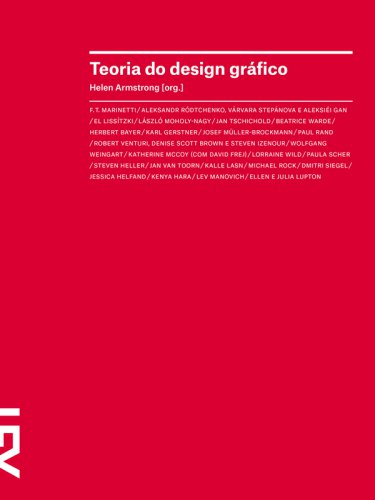 Teoria do design gráfico
Helen Armstrong [org.]
F.T. MARINETTI/ALEKSANDR RÓDTCHENKO, VÁRVARA STEPÁNOVA E ALEKSIÉI GAN
/EL LISSÍTZKI/LÁSZLÓ MOHOLY-NAGY/JAN TSCHICHOLD/BEATRICE WARDE/
HERBERT BAYER/KARL GERSTNER/JOSEF MÜLLER-BROCKMANN/PAUL RAND
/ROBERT VENTURI, DENISE SCOTT BROWN E STEVEN IZENOUR/WOLFGANG
WEINGART/KATHERINE MCCOY (COM DAVID FREJ)/LORRAINE WILD/PAULA SCHER
/STEVEN HELLER/JAN VAN TOORN/KALLE LASN/MICHAEL ROCK/DMITRI SIEGEL/
JESSICA HELFAND/KENYA HARA/LEV MANOVICH/ELLEN E JULIA LUPTON